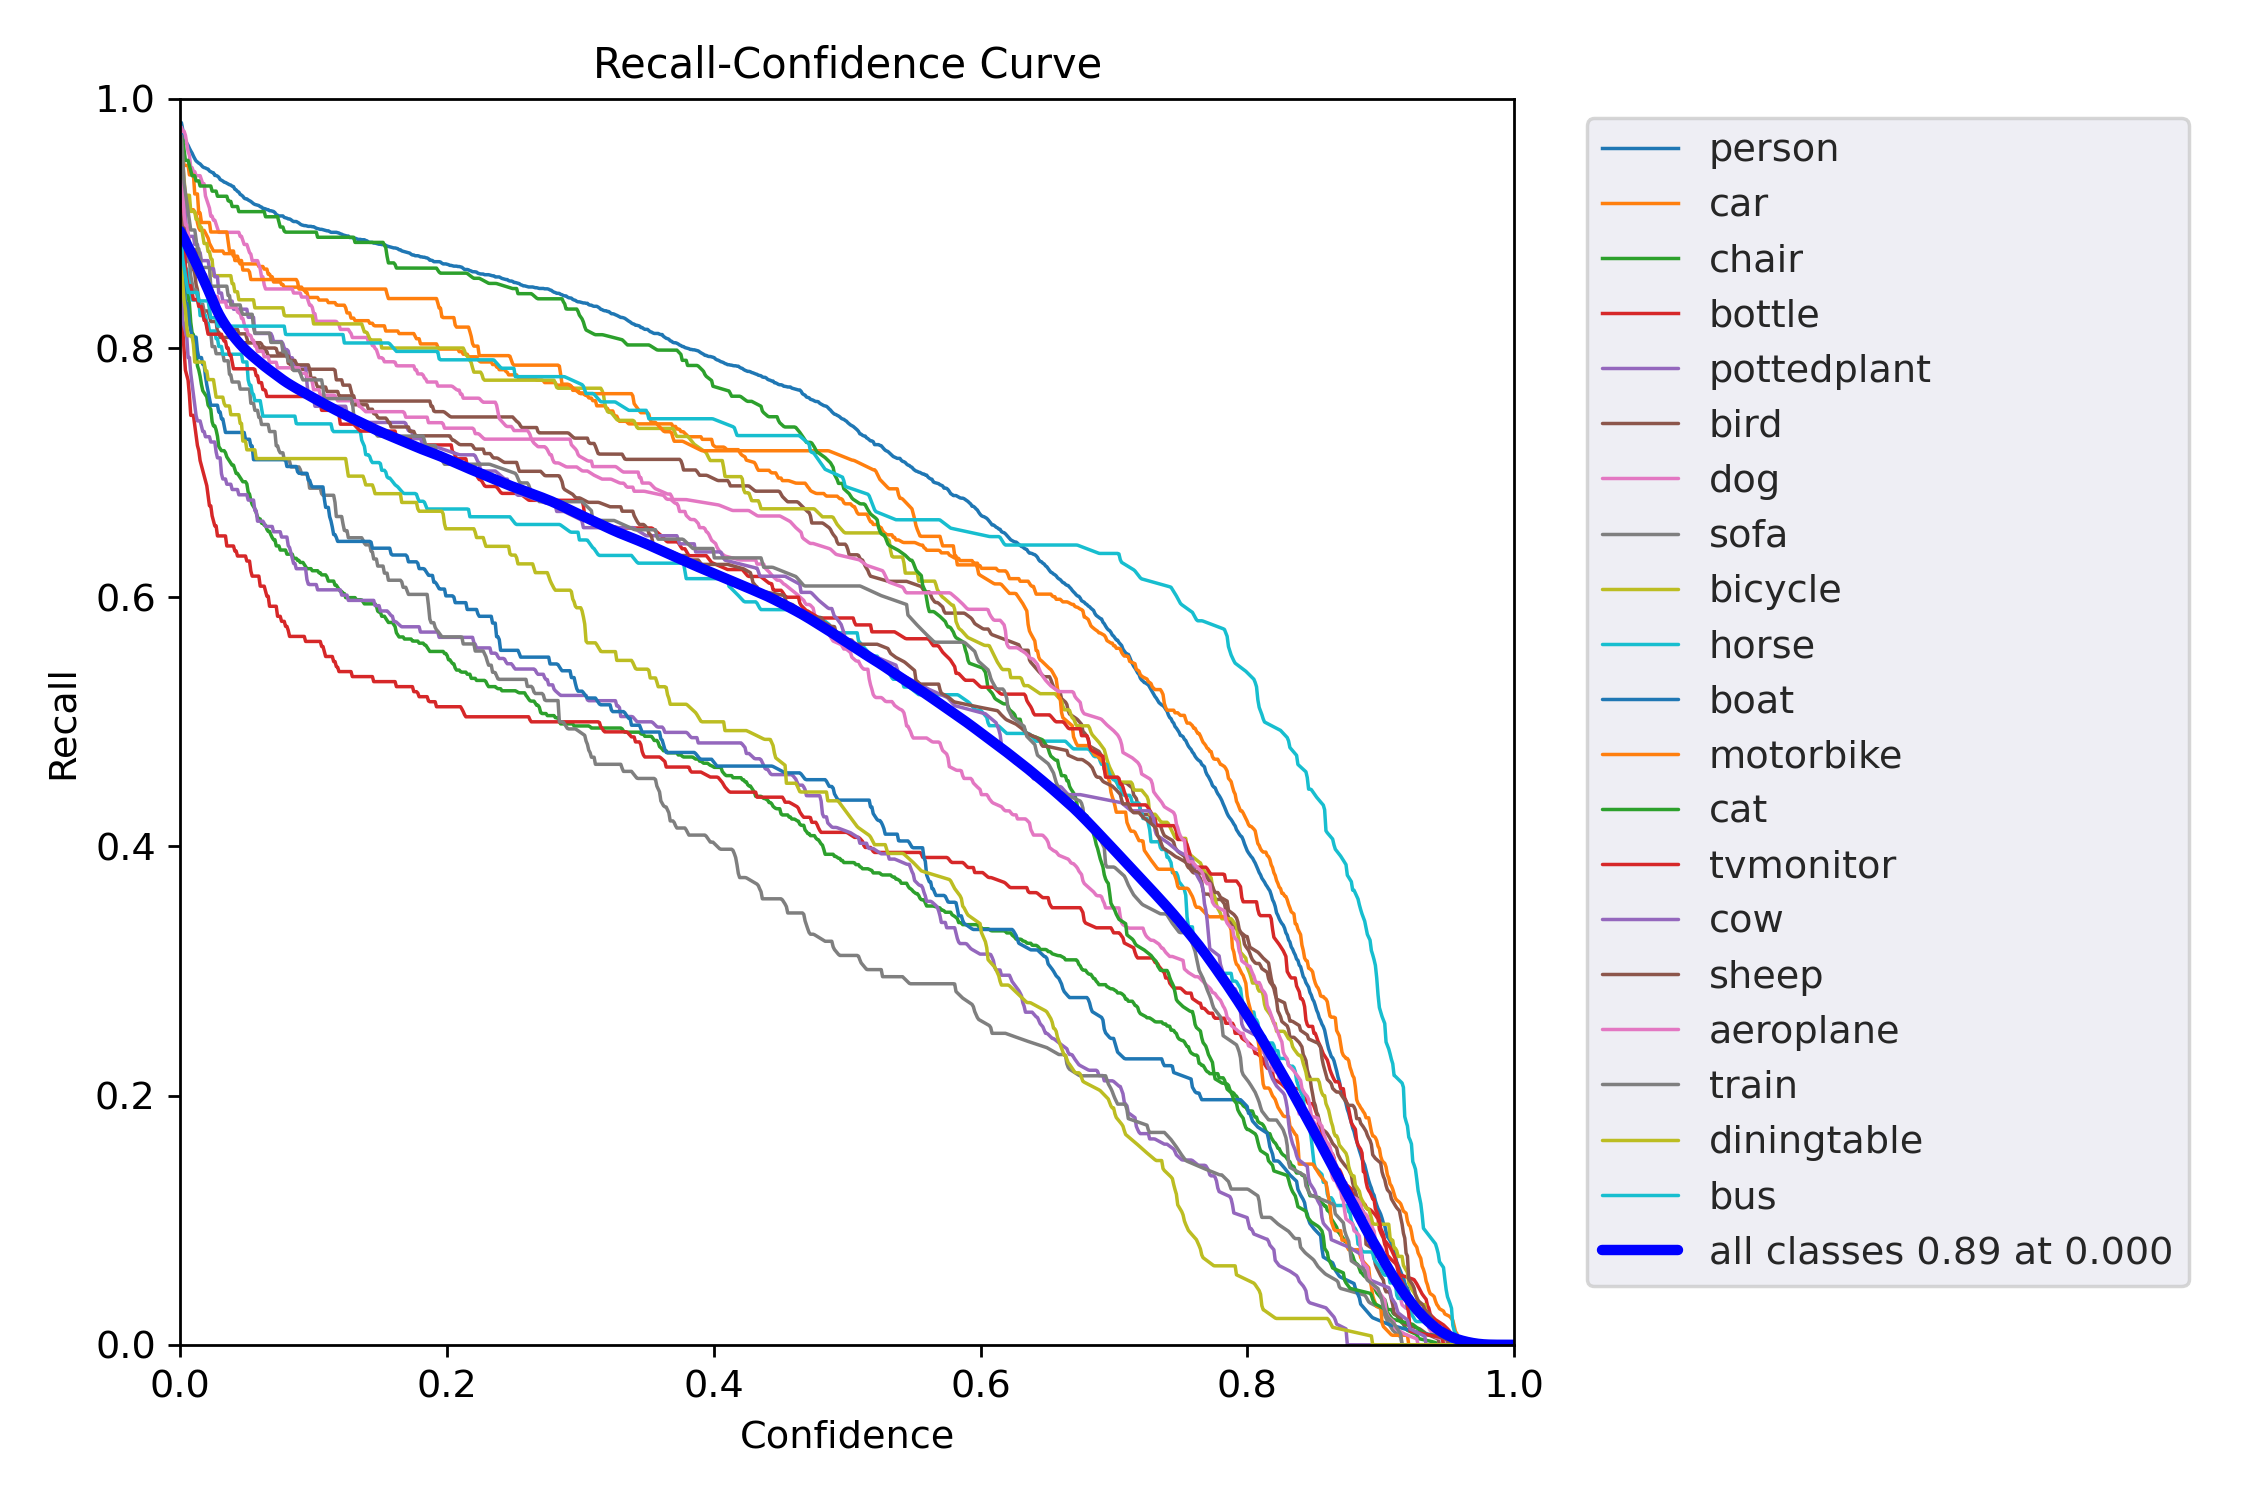 Recall-Confidence Curve
1.0
0.8
0.6
0.4
0.2
0.0
Recall
0.0 0.2 0.4 0.6 0.8 1.0
Confidence
person
car
chair
bottle
pottedplant
bird
dog
sofa
bicycle
horse
boat
motorbike
cat
tvmonitor
cow
sheep
aeroplane
train
diningtable
bus
all classes 0.89 at 0.000